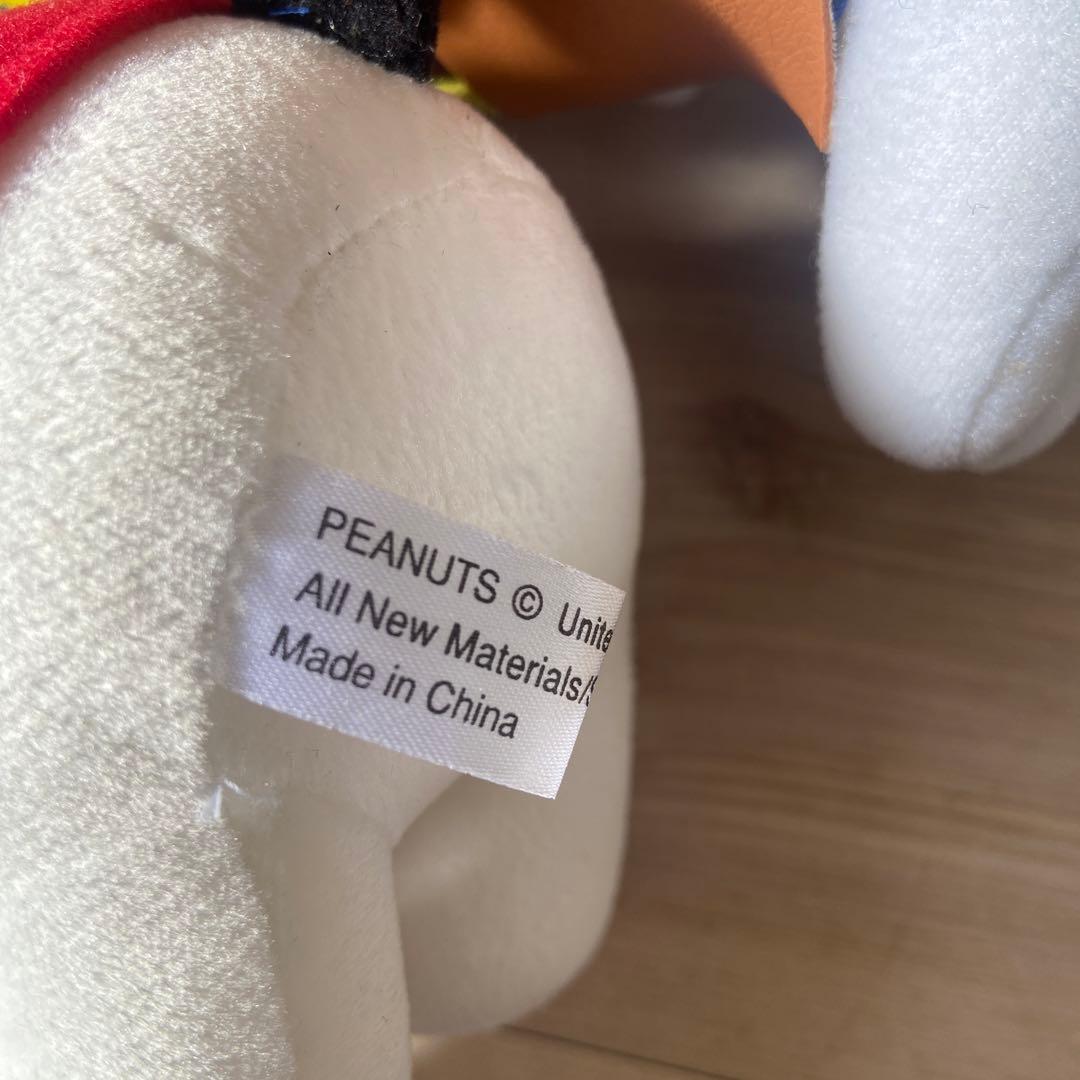 PEANUTS © Unite
All New Materials/S
Made in China